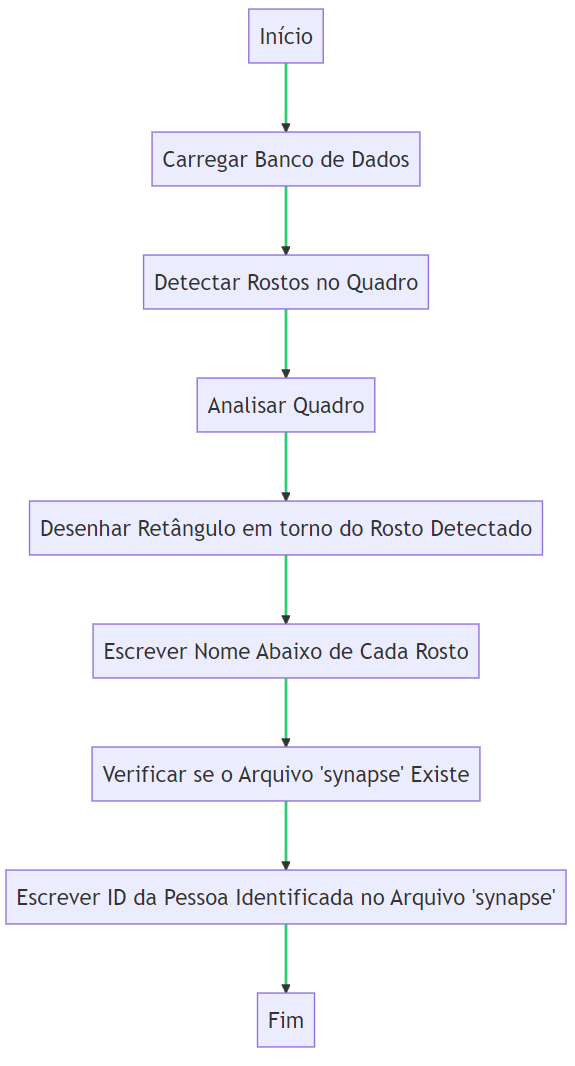 Início
Carregar Banco de Dados
Detectar Rostos no Quadro
Analisar Quadro
Desenhar Retângulo em torno do Rosto Detectado
Escrever Nome Abaixo de Cada Rosto
Verificar se o Arquivo 'synapse' Existe
Escrever ID da Pessoa Identificada no Arquivo 'synapse'
Fim